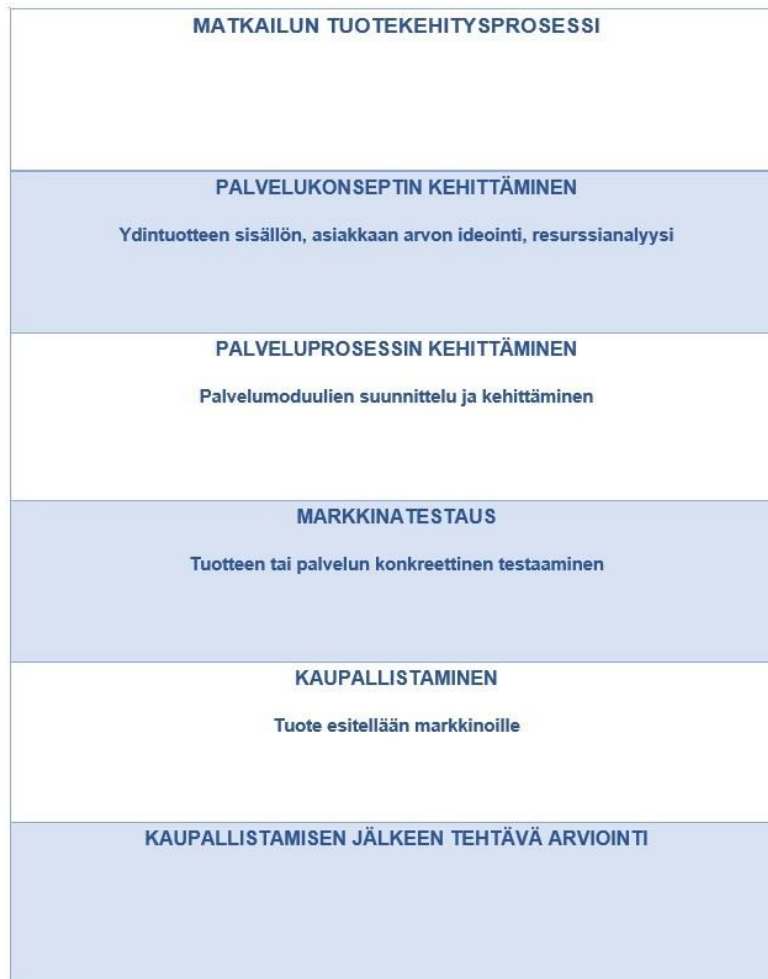 MATKAILUN TUOTEKEHITYSPROSESSI
PALVELUKONSEPTIN KEHITTÄMINEN
Ydintuotteen sisällön, asiakkaan arvon ideointi, resurssianalyysi
PALVELUPROSESSIN KEHITTÄMINEN
Palvelumoduulien suunnittelu ja kehittäminen
MARKKINATESTAUS
Tuotteen tai palvelun konkreettinen testaaminen
KAUPALLISTAMINEN
Tuote esitellään markkinoille
KAUPALLISTAMISEN JÄLKEEN TEHTÄVÄ ARVIOINTI